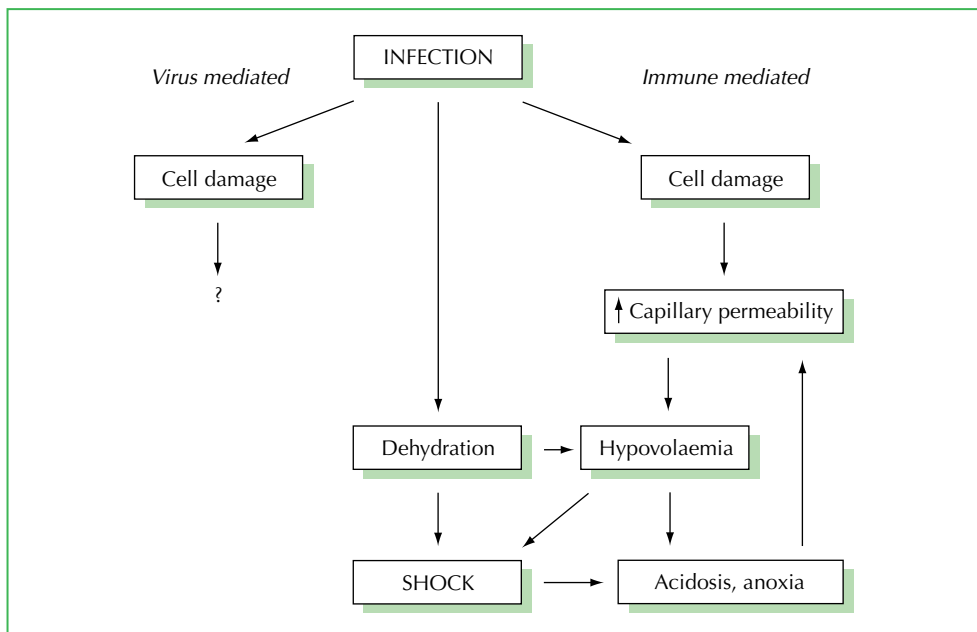 INFECTION
Virus mediated
Immune mediated
Cell damage
Cell damage
?
Capillary permeability
Dehydration
Hypovolaemia
SHOCK
Acidosis, anoxia